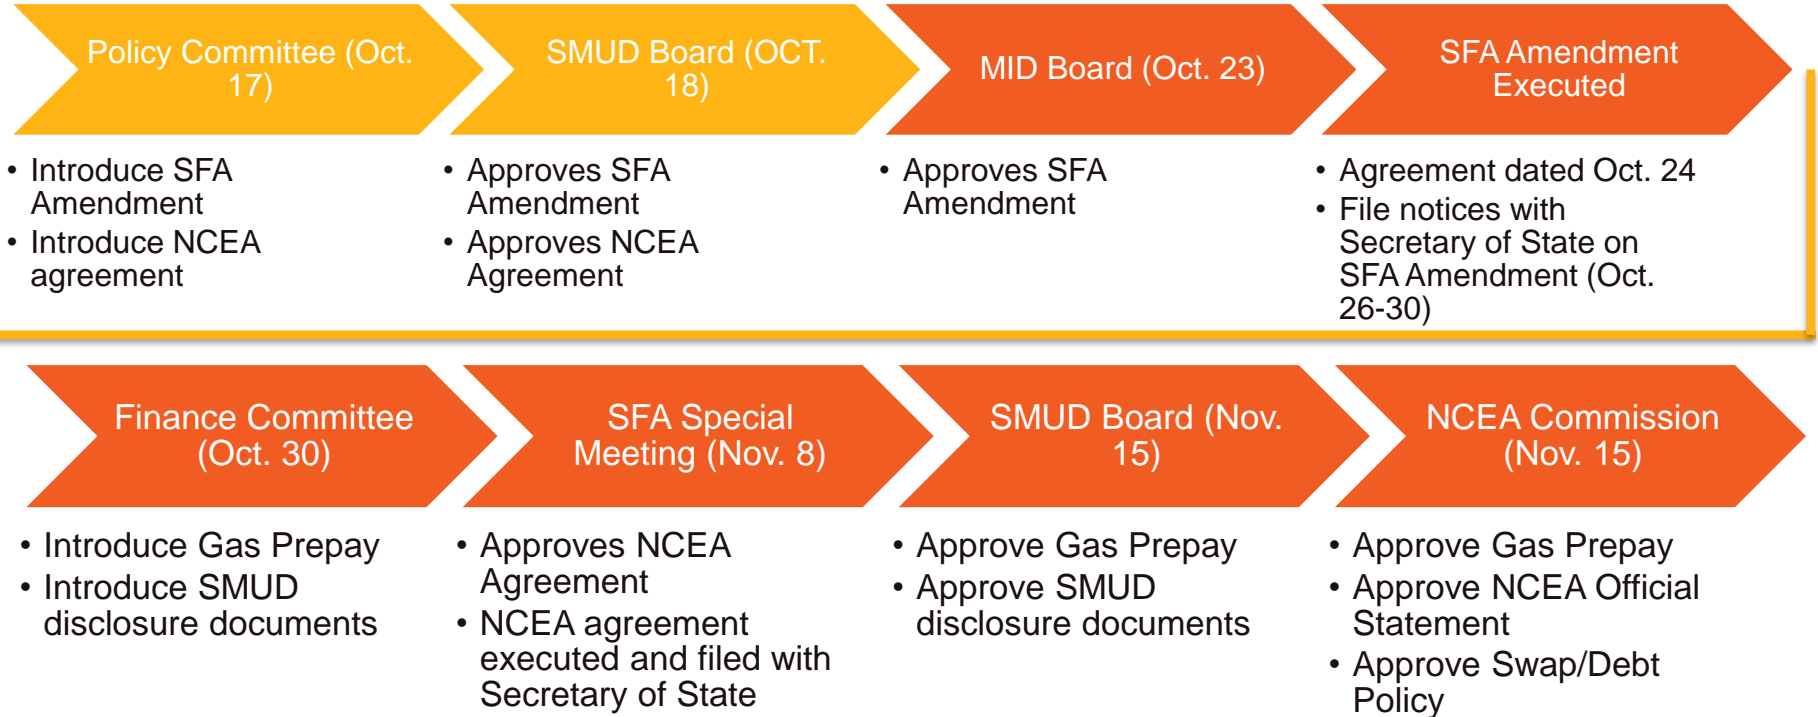 Policy Committee (Oct.
17)
SMUD Board (OCT.
18)
MID Board (Oct. 23)
SFA Amendment
Executed
• Introduce SFA
Amendment
• Introduce NCEA
agreement
• Approves SFA
Amendment
• Approves NCEA
Agreement
• Approves SFA
Amendment
• Agreement dated Oct. 24
• File notices with
Secretary of State on
SFA Amendment (Oct.
26-30)
Finance Committee
(Oct. 30)
SFA Special
Meeting (Nov. 8)
SMUD Board (Nov.
15)
NCEA Commission
(Nov. 15)
• Introduce Gas Prepay
• Introduce SMUD
disclosure documents
• Approves NCEA
Agreement
• NCEA agreement
executed and filed with
Secretary of State
• Approve Gas Prepay
• Approve SMUD
disclosure documents
• Approve Gas Prepay
• Approve NCEA Official
Statement
• Approve Swap/Debt
Policy